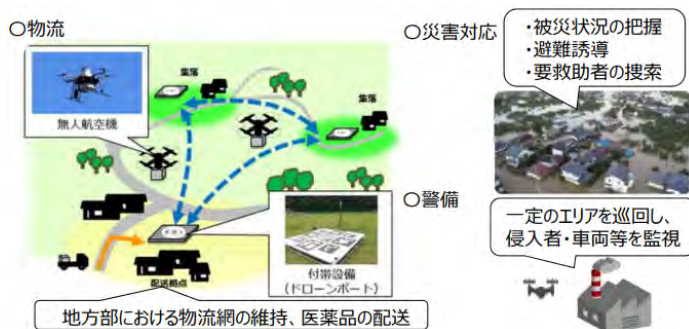 ○物流
無人航空機
集落
集落
配送拠点
付帯設備
（ドローンポート）
地方部における物流網の維持、医薬品の配送
○災害対応
・被災状況の把握
・避難誘導
・要救助者の捜索
○警備
一定のエリアを巡回し、
侵入者・車両等を監視